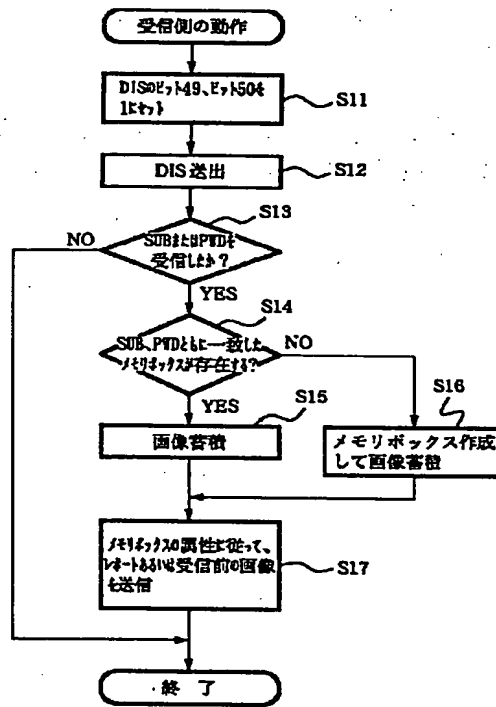 受信側の動作
DISのビット49、ビット50を
1にセット
S11
DIS送出
S12
S13
NO
SUBまたはPWDを
受信したか?
YES
S14
SUB、PWDともに一致した
メモリボックスが存在する?
NO
YES
S15
S16
画像蓄積
メモリボックス作成
して画像蓄積
メモリボックスの属性に従って、
レポートあるいは受信前の画像
を送信
S17
終了